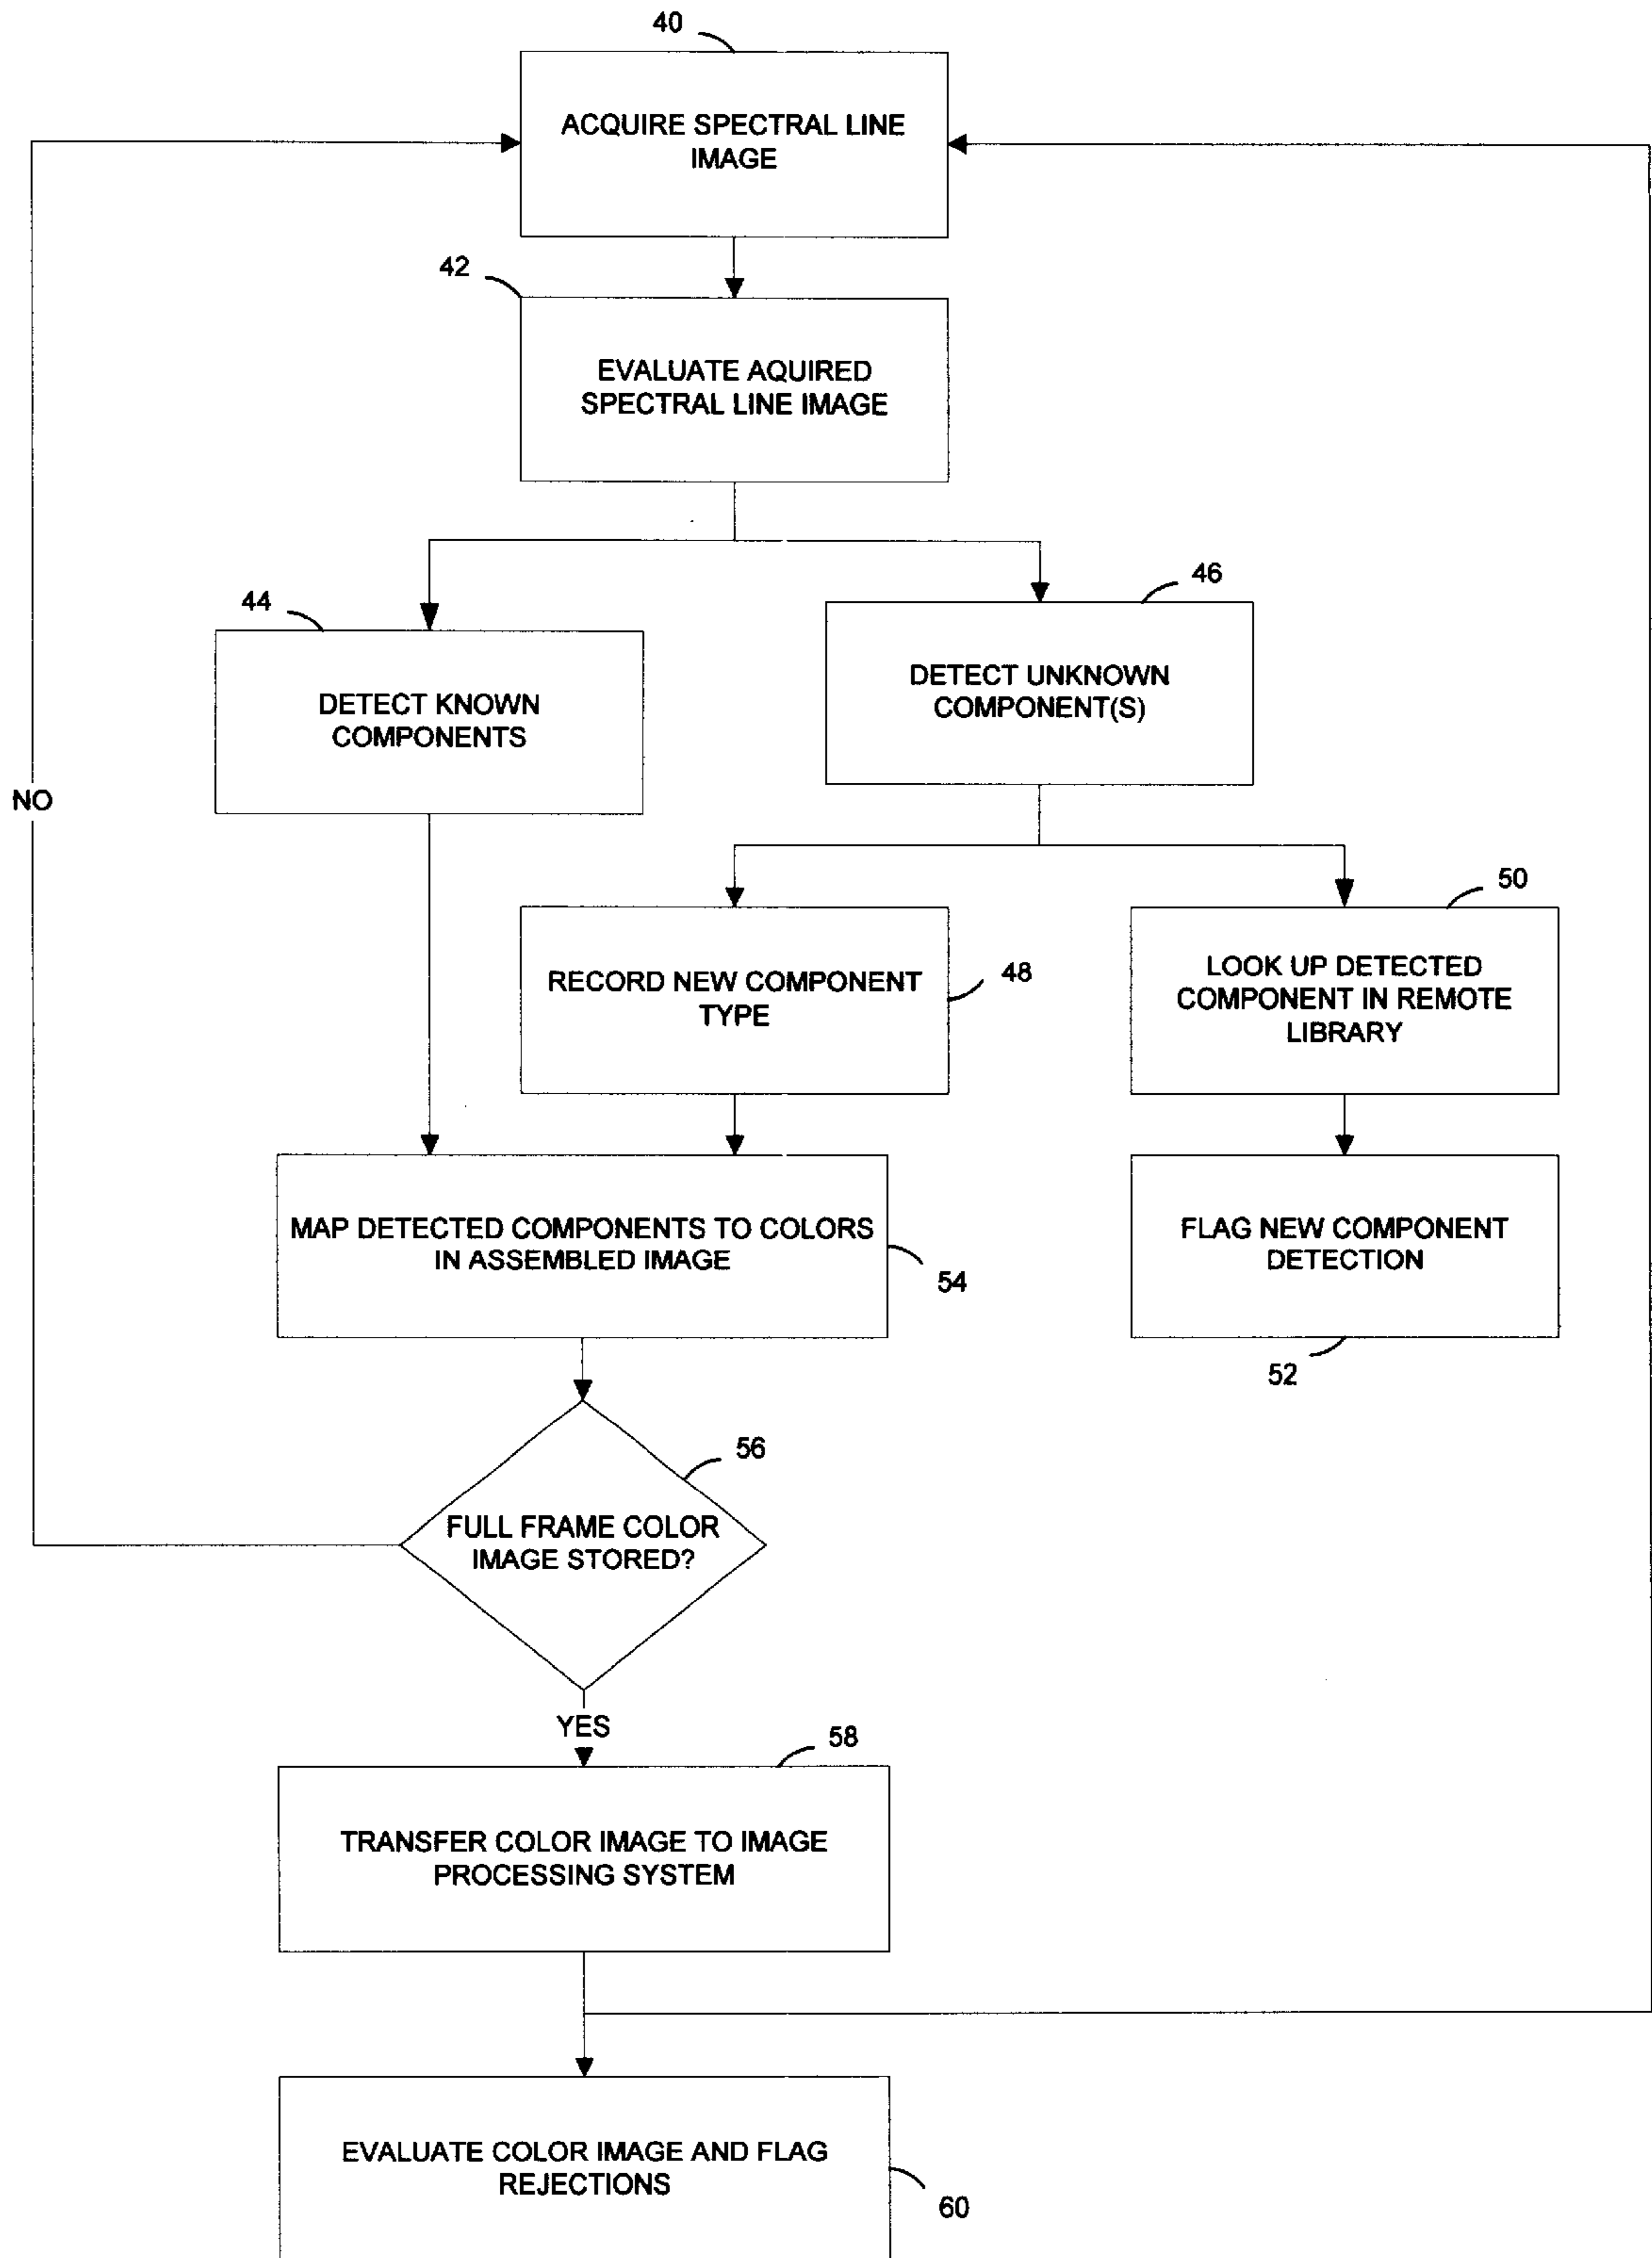 40
ACQUIRE SPECTRAL LINE
IMAGE
42
EVALUATE AQUIRED
SPECTRAL LINE IMAGE
44
DETECT KNOWN
COMPONENTS
46
DETECT UNKNOWN
COMPONENT(S)
NO
RECORD NEW COMPONENT
TYPE
48
50
LOOK UP DETECTED
COMPONENT IN REMOTE
LIBRARY
MAP DETECTED COMPONENTS TO COLORS
IN ASSEMBLED IMAGE
54
FLAG NEW COMPONENT
DETECTION
52
56
FULL FRAME COLOR
IMAGE STORED?
YES
58
TRANSFER COLOR IMAGE TO IMAGE
PROCESSING SYSTEM
EVALUATE COLOR IMAGE AND FLAG
REJECTIONS
60